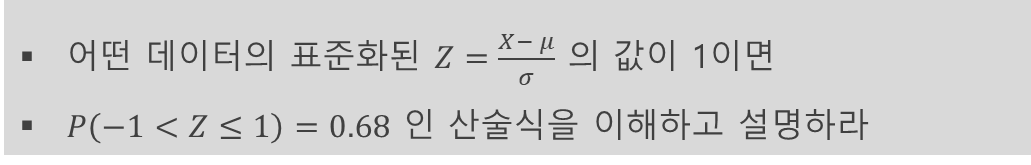 ▪ 어떤 데이터의 표준화된 Z = \frac{X - μ}{σ} 의 값이 1이면
▪ P(−1 < Z ≤ 1) = 0.68 인 산술식을 이해하고 설명하라